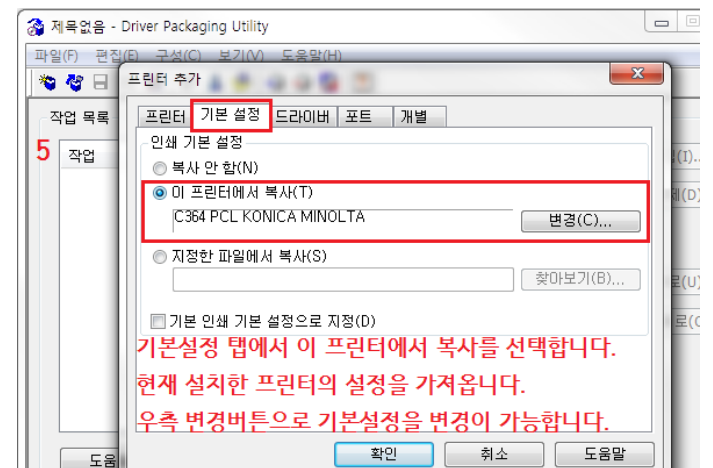 제목없음 - Driver Packaging Utility
파일(F) 편집(E) 구성(C) 보기(V) 도움말(H)
프린터 추가
작업 목록
프린터 기본 설정 드라이버 포트 개별
5
작업
인쇄 기본 설정
복사 안 함(N)
이 프린터에서 복사(T)
C364 PCL KONICA MINOLTA
변경(C)...
지정한 파일에서 복사(S)
찾아보기(B)...
기본 인쇄 기본 설정으로 지정(D)
기본설정 탭에서 이 프린터에서 복사를 선택합니다.
현재 설치한 프린터의 설정을 가져옵니다.
우측 변경버튼으로 기본설정을 변경이 가능합니다.
확인 취소 도움말
도움